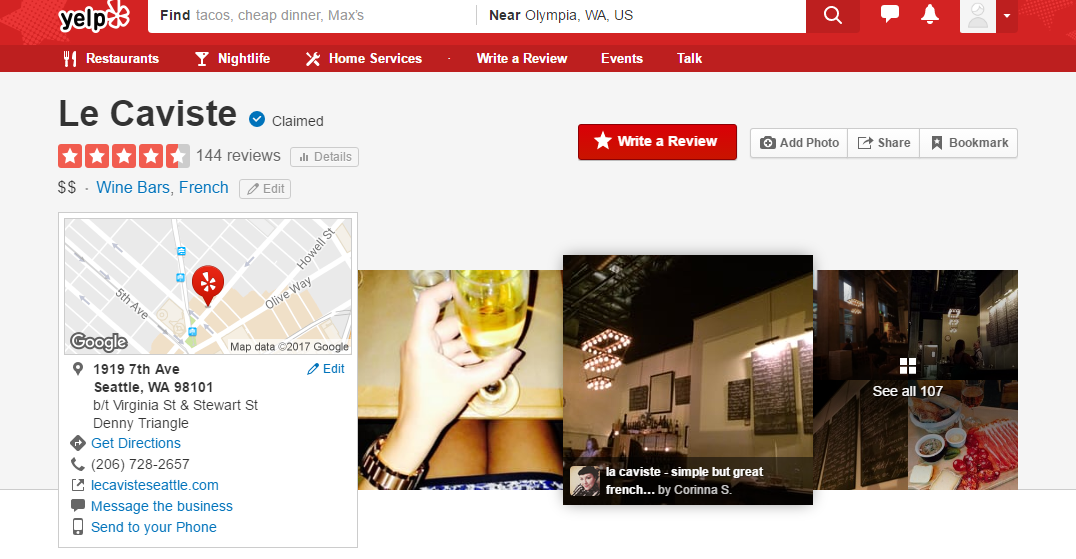 yelp
Find tacos, cheap dinner, Max's
Near Olympia, WA, US
Restaurants
Nightlife
Home Services
·
Write a Review
Events
Talk
Le Caviste
Claimed
144 reviews
Details
$$ · Wine Bars, French
Edit
Write a Review
Add Photo
Share
Bookmark
5th Ave
Howell St
Olive Way
Google
Map data ©2017 Google
1919 7th Ave
Edit
Seattle, WA 98101
b/t Virginia St & Stewart St
Denny Triangle
Get Directions
(206) 728-2657
lecavisteseattle.com
Message the business
Send to your Phone
la caviste - simple but great
french... by Corinna S.
See all 107